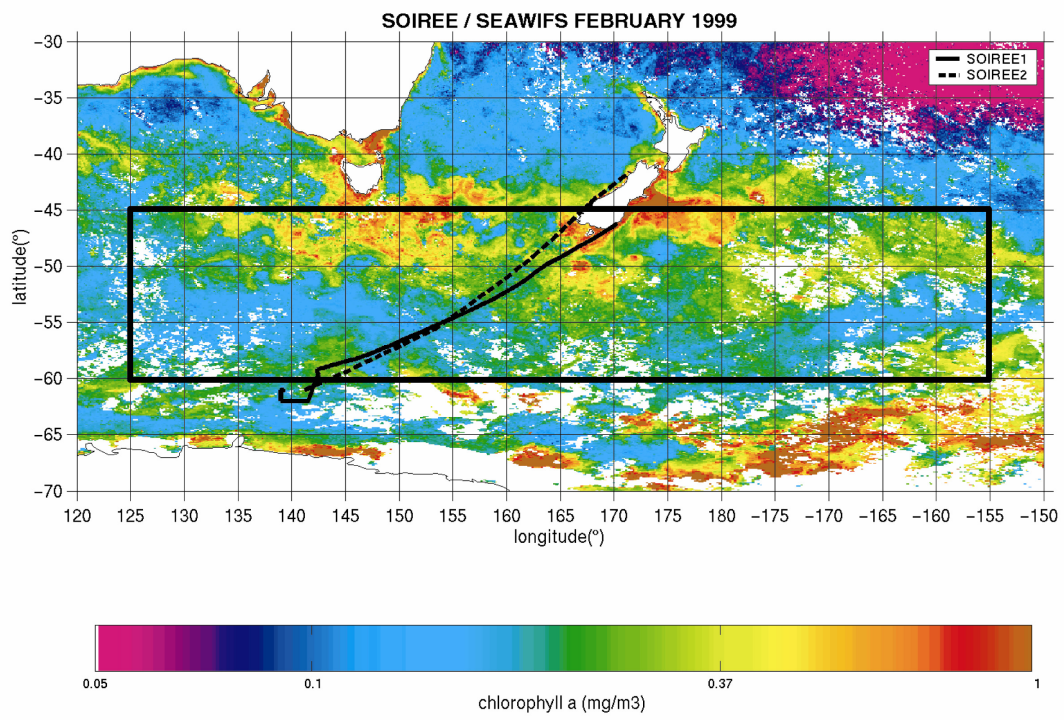 SOIREE / SEAWIFS FEBRUARY 1999
SOIREE1
SOIREE2
−30
−35
−40
−45
−50
−55
−60
−65
−70
latitude(°)
120 125 130 135 140 145 150 155 160 165 170 175 180 −175 −170 −165 −160 −155 −150
longitude(°)
0.05 0.1 0.37 1
chlorophyll a (mg/m3)